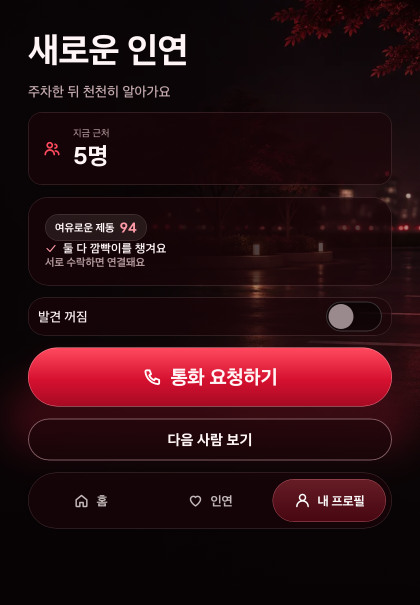 새로운 인연
주차한 뒤 천천히 알아가요
지금 근처
5명
여유로운 제동 94
둘 다 깜빡이를 챙겨요
서로 수락하면 연결돼요
발견 꺼짐
통화 요청하기
다음 사람 보기
홈 인연 내 프로필